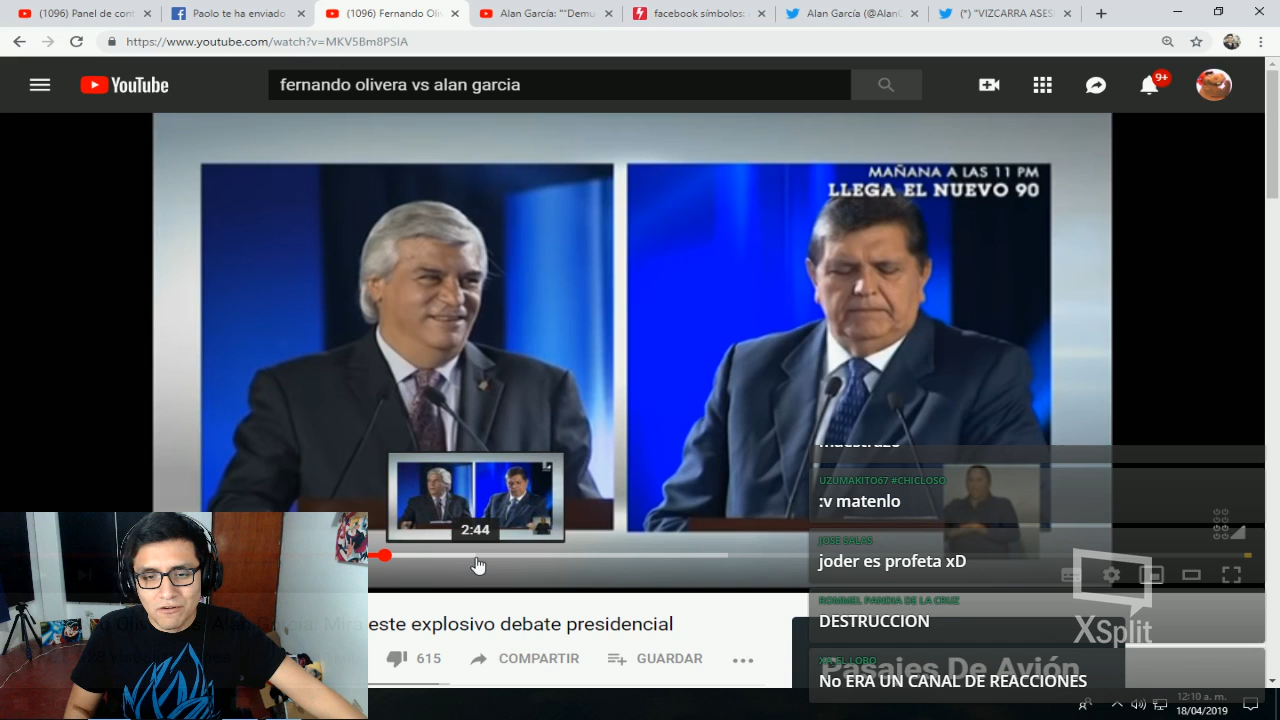 (1096) Panel de cont
Paolo te ha enviado
(1096) Fernando Oli
Alan García: "“Demu
facebook símbolos:
Alan García (@Alan
(*) "VIZCARRA ASES
https://www.youtube.com/watch?v=MKV5Bm8PSIA
YouTube
fernando olivera vs alan garcia
9+
MAÑANA A LAS 11 PM
LLEGA EL NUEVO 90
maestrazo
UZUMAKITO67 #CHICLOSO
:v matenlo
2:44
JOSE SALAS
joder es profeta xD
ROMMEL PANDIA DE LA CRUZ
DESTRUCCION
XSplit
este explosivo debate presidencial
615
COMPARTIR
GUARDAR
EL LOBO
Pasajes De Avión
No ERA UN CANAL DE REACCIONES
12:10 a. m.
18/04/2019